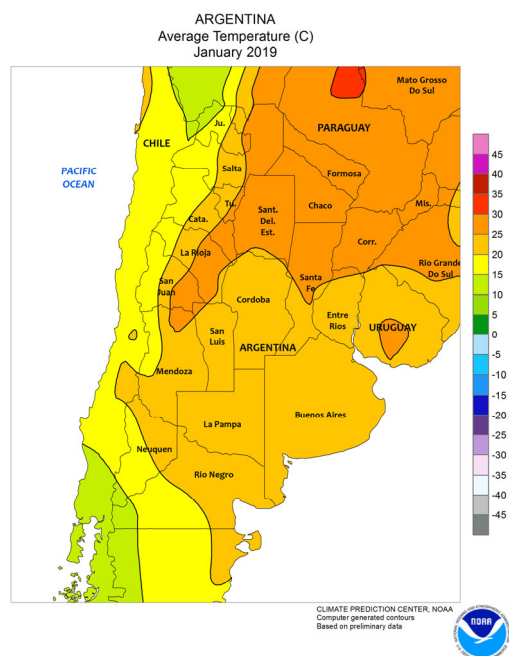 ARGENTINA
Average Temperature (C)
January 2019
Mato Grosso
Do Sul
Ju.
PARAGUAY
CHILE
PACIFIC
OCEAN
Salta
Formosa
Tu.
Chaco
Mis.
Sant.
Del.
Est.
Cata.
Corr.
La Rioja
Rio Grande
Do Sul
San
Juan
Santa
Fe
Cordoba
Entre
Rios
URUGUAY
San
Luis
ARGENTINA
Mendoza
La Pampa
Buenos Aires
Neuquen
Rio Negro
45
40
35
30
25
20
15
10
5
0
-5
-10
-15
-20
-25
-30
-35
-40
-45
CLIMATE PREDICTION CENTER, NOAA
Computer generated contours
Based on preliminary data
NOAA